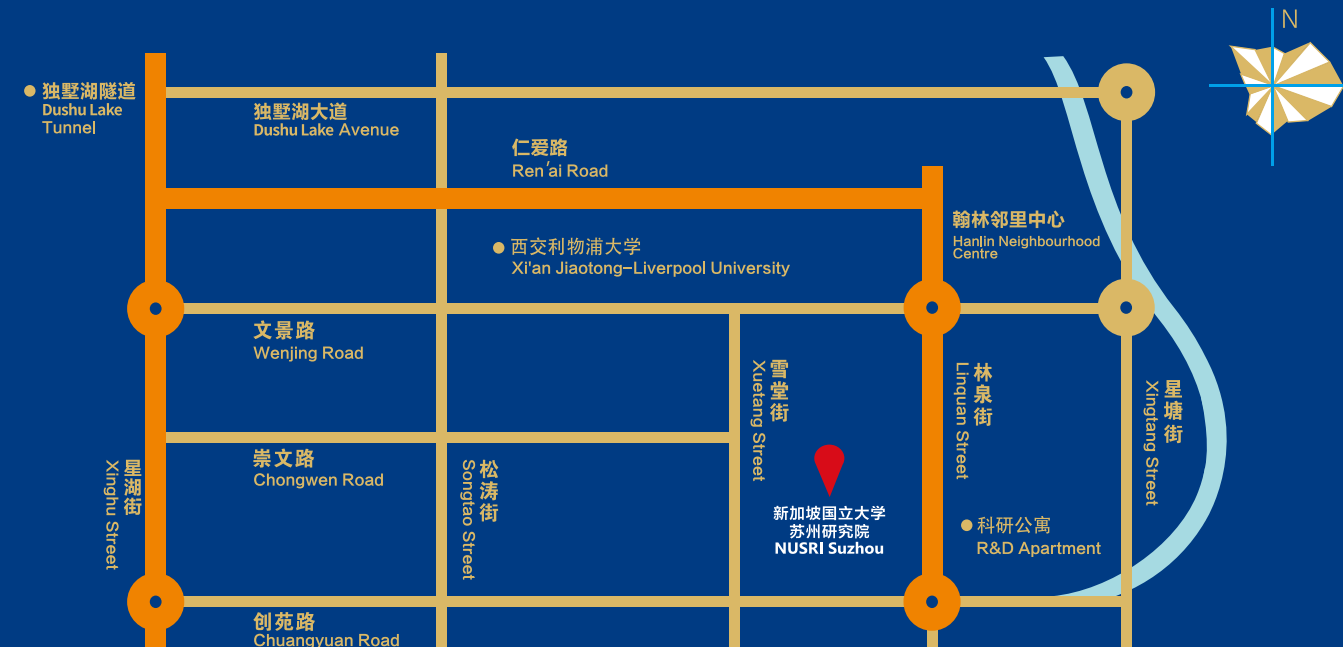 N
独墅湖隧道
Dushu Lake
Tunnel
独墅湖大道
Dushu Lake Avenue
仁爱路
Ren'ai Road
翰林邻里中心
Hanlin Neighbourhood
Centre
西交利物浦大学
Xi'an Jiaotong-Liverpool University
文景路
Wenjing Road
雪堂街
Xuetang Street
林泉街
Linquan Street
星塘街
Xingtang Street
崇文路
Chongwen Road
星湖街
Xinghu Street
松涛街
Songtao Street
新加坡国立大学
苏州研究院
NUSRI Suzhou
科研公寓
R&D Apartment
创苑路
Chuangyuan Road